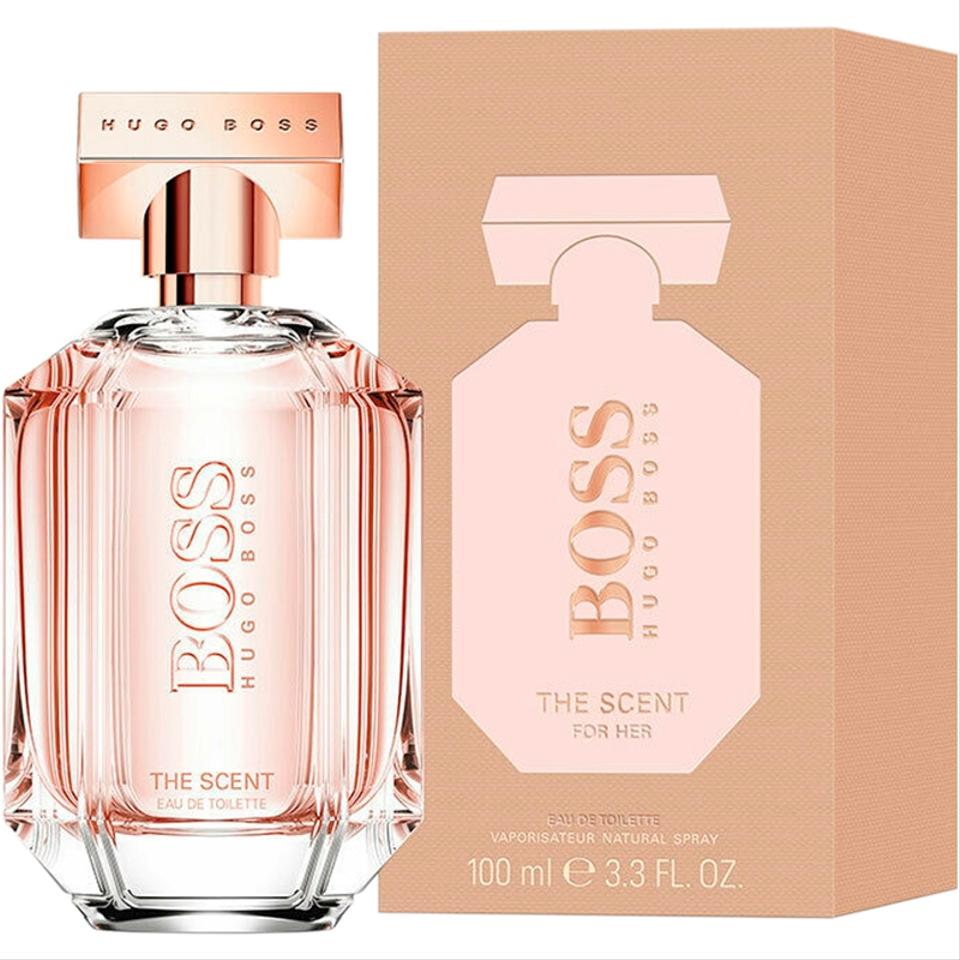 HUGO BOSS
BOSS
HUGO BOSS
THE SCENT
EAU DE TOILETTE
BOSS
HUGO BOSS
THE SCENT
FOR HER
EAU DE TOILETTE
VAPORISATEUR NATURAL SPRAY
100 ml ℮ 3.3 FL. OZ.